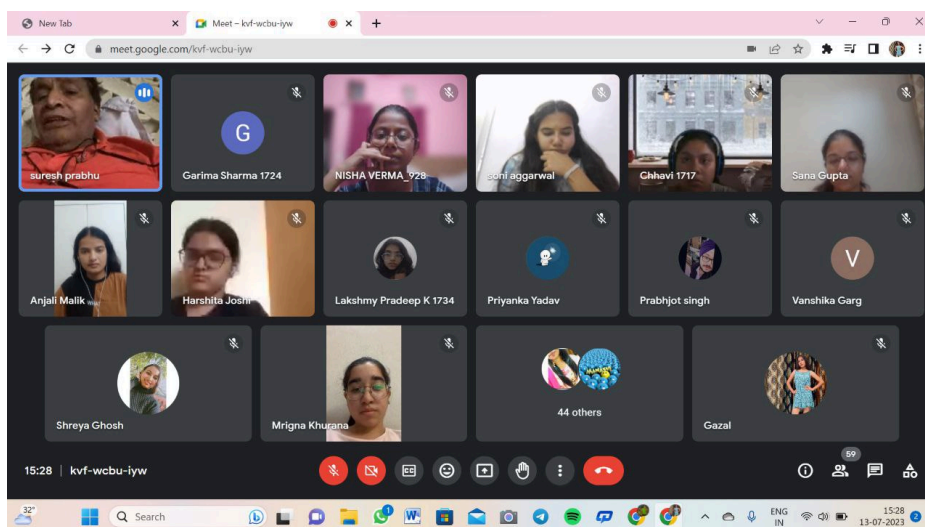 New Tab
Meet – kvf-wcbu-iyw
meet.google.com/kvf-wcbu-iyw
suresh prabhu
G
Garima Sharma 1724
NISHA VERMA_928
soni aggarwal
Chhavi 1717
Sana Gupta
Anjali Malik
Harshita Joshi
Lakshmy Pradeep K 1734
Priyanka Yadav
Prabhjot singh
V
Vanshika Garg
Shreya Ghosh
Mrigna Khurana
44 others
Gazal
15:28 | kvf-wcbu-iyw
CC
59
32°
Search
ENG
IN
15:28
13-07-2023
2